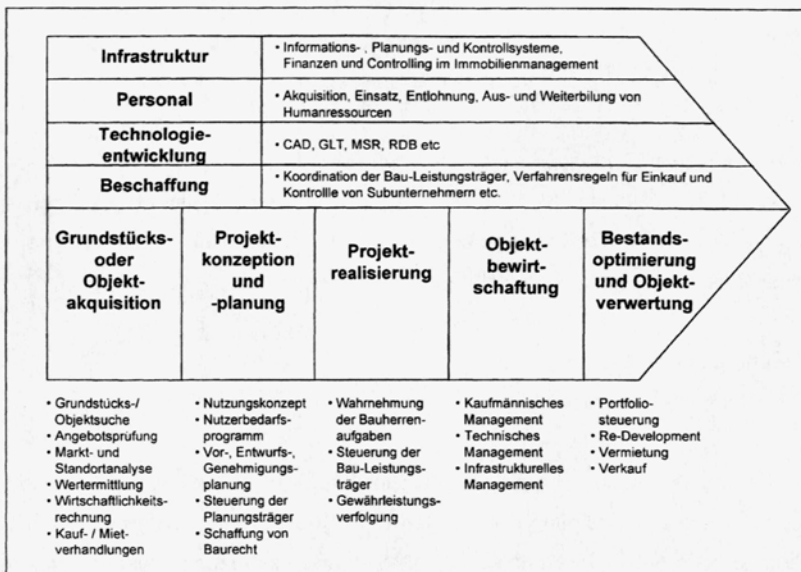 Infrastruktur
• Informations- , Planungs- und Kontrollsysteme,
Finanzen und Controlling im Immobilienmanagement
Personal
• Akquisition, Einsatz, Entlohnung, Aus- und Weiterbilung von
Humanressourcen
Technologie-
entwicklung
• CAD, GLT, MSR, RDB etc
Beschaffung
• Koordination der Bau-Leistungsträger, Verfahrensregeln für Einkauf und
Kontrollle von Subunternehmern etc.
Grundstücks-
oder
Objekt-
akquisition
Projekt-
konzeption
und
-planung
Projekt-
realisierung
Objekt-
bewirt-
schaftung
Bestands-
optimierung
und Objekt-
verwertung
• Grundstücks-/
Objektsuche
• Angebotsprüfung
• Markt- und
Standortanalyse
• Wertermittlung
• Wirtschaftlichkeits-
rechnung
• Kauf- / Miet-
verhandlungen
• Nutzungskonzept
• Nutzerbedarfs-
programm
• Vor-, Entwurfs-,
Genehmigungs-
planung
• Steuerung der
Planungsträger
• Schaffung von
Baurecht
• Wahrnehmung
der Bauherren-
aufgaben
• Steuerung der
Bau-Leistungs-
träger
• Gewährleistungs-
verfolgung
• Kaufmännisches
Management
• Technisches
Management
• Infrastrukturelles
Management
• Portfolio-
steuerung
• Re-Development
• Vermietung
• Verkauf